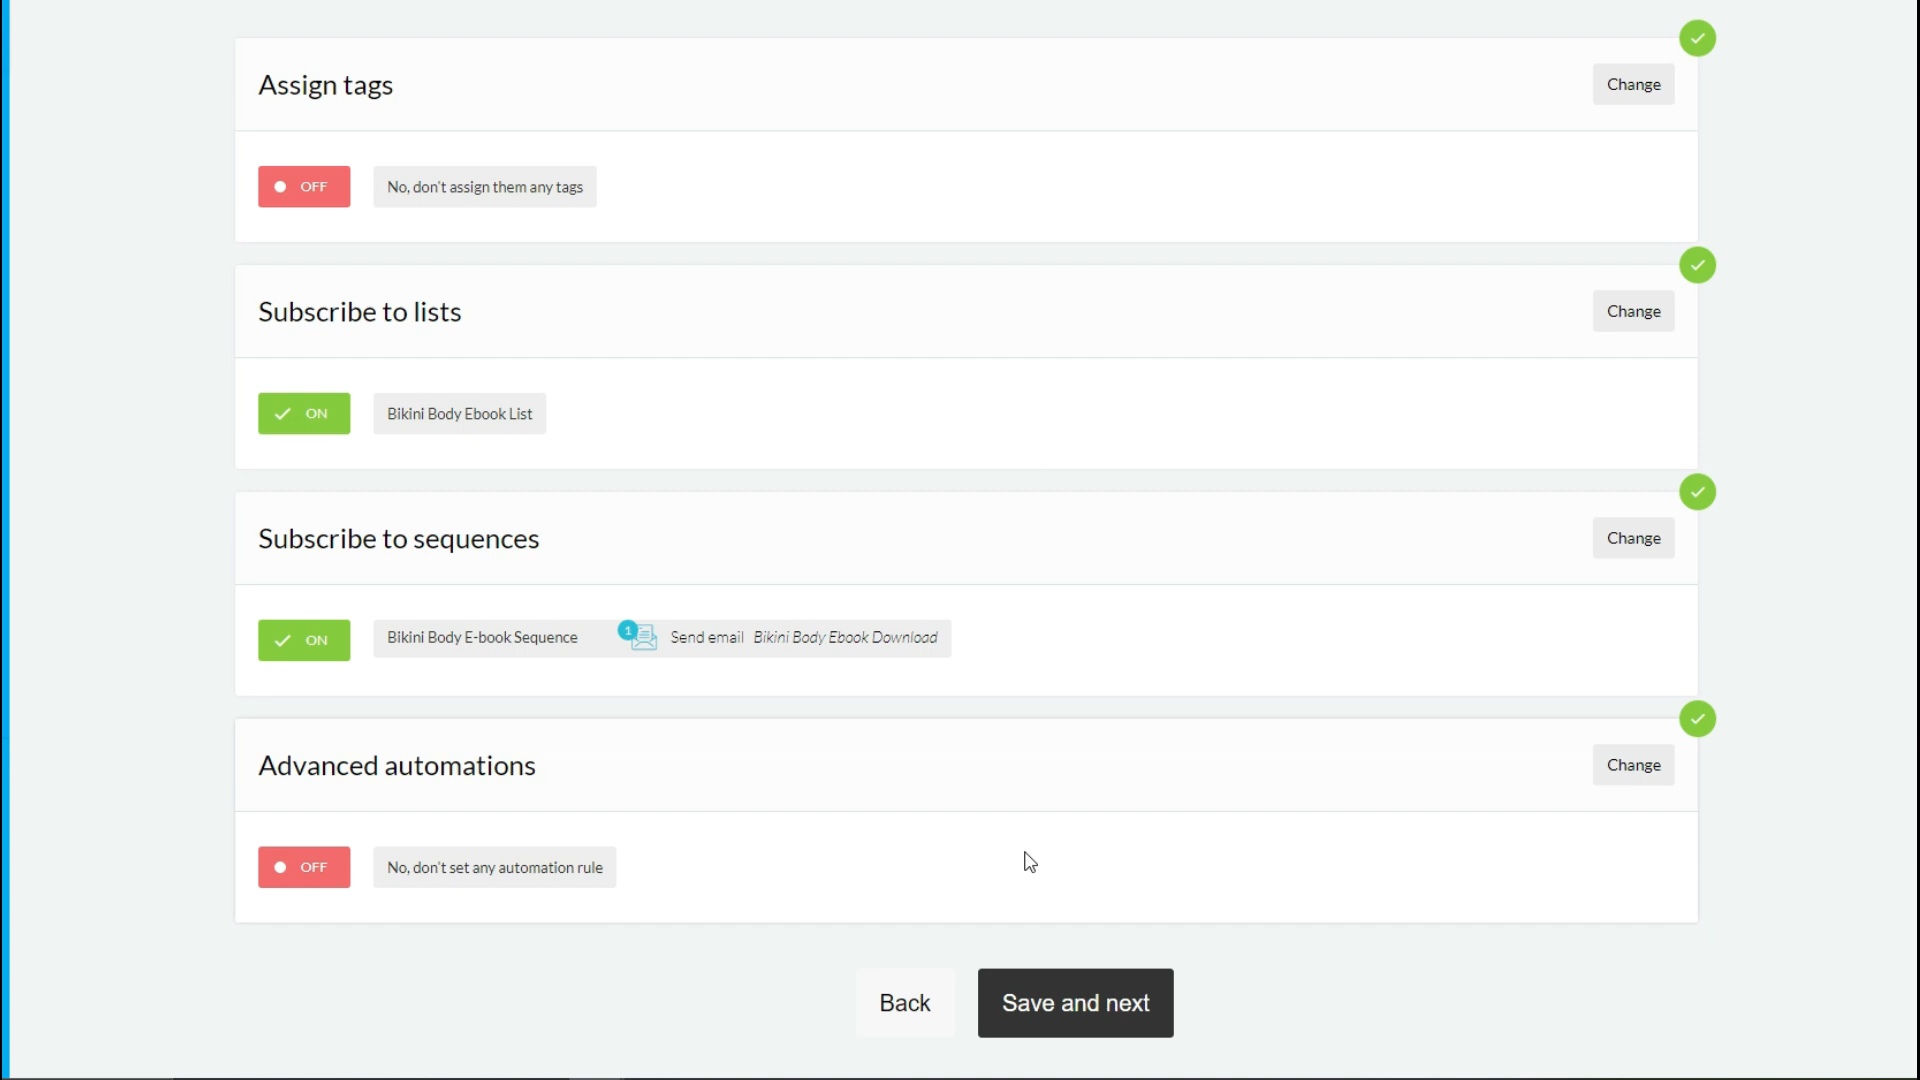 Assign tags
Change
OFF
No, don't assign them any tags
Subscribe to lists
Change
ON
Bikini Body Ebook List
Subscribe to sequences
Change
ON
Bikini Body E-book Sequence
1
Send email Bikini Body Ebook Download
Advanced automations
Change
OFF
No, don't set any automation rule
Back
Save and next